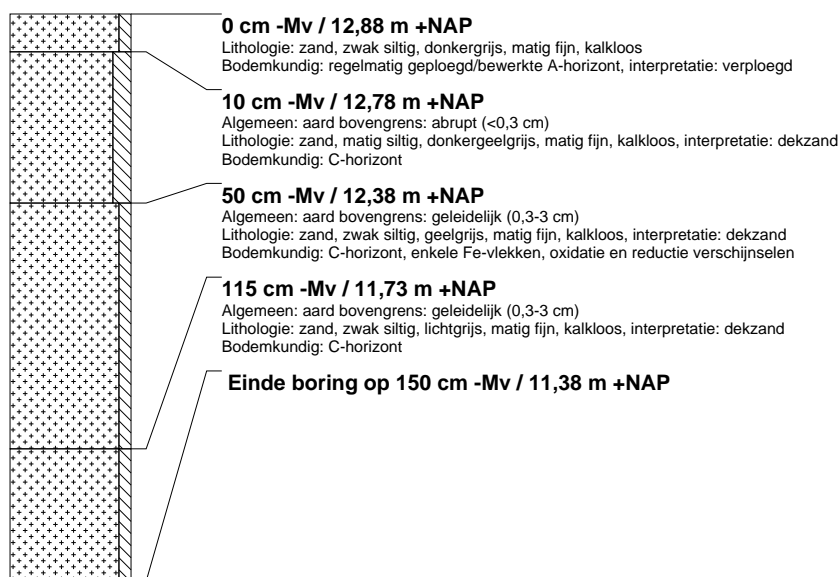 0 cm -Mv / 12,88 m +NAP
Lithologie: zand, zwak siltig, donkergrijs, matig fijn, kalkloos
Bodemkundig: regelmatig geploegd/bewerkte A-horizont, interpretatie: verploegd
10 cm -Mv / 12,78 m +NAP
Algemeen: aard bovengrens: abrupt (<0,3 cm)
Lithologie: zand, matig siltig, donkergeelgrijs, matig fijn, kalkloos, interpretatie: dekzand
Bodemkundig: C-horizont
50 cm -Mv / 12,38 m +NAP
Algemeen: aard bovengrens: geleidelijk (0,3-3 cm)
Lithologie: zand, zwak siltig, geelgrijs, matig fijn, kalkloos, interpretatie: dekzand
Bodemkundig: C-horizont, enkele Fe-vlekken, oxidatie en reductie verschijnselen
115 cm -Mv / 11,73 m +NAP
Algemeen: aard bovengrens: geleidelijk (0,3-3 cm)
Lithologie: zand, zwak siltig, lichtgrijs, matig fijn, kalkloos, interpretatie: dekzand
Bodemkundig: C-horizont
Einde boring op 150 cm -Mv / 11,38 m +NAP